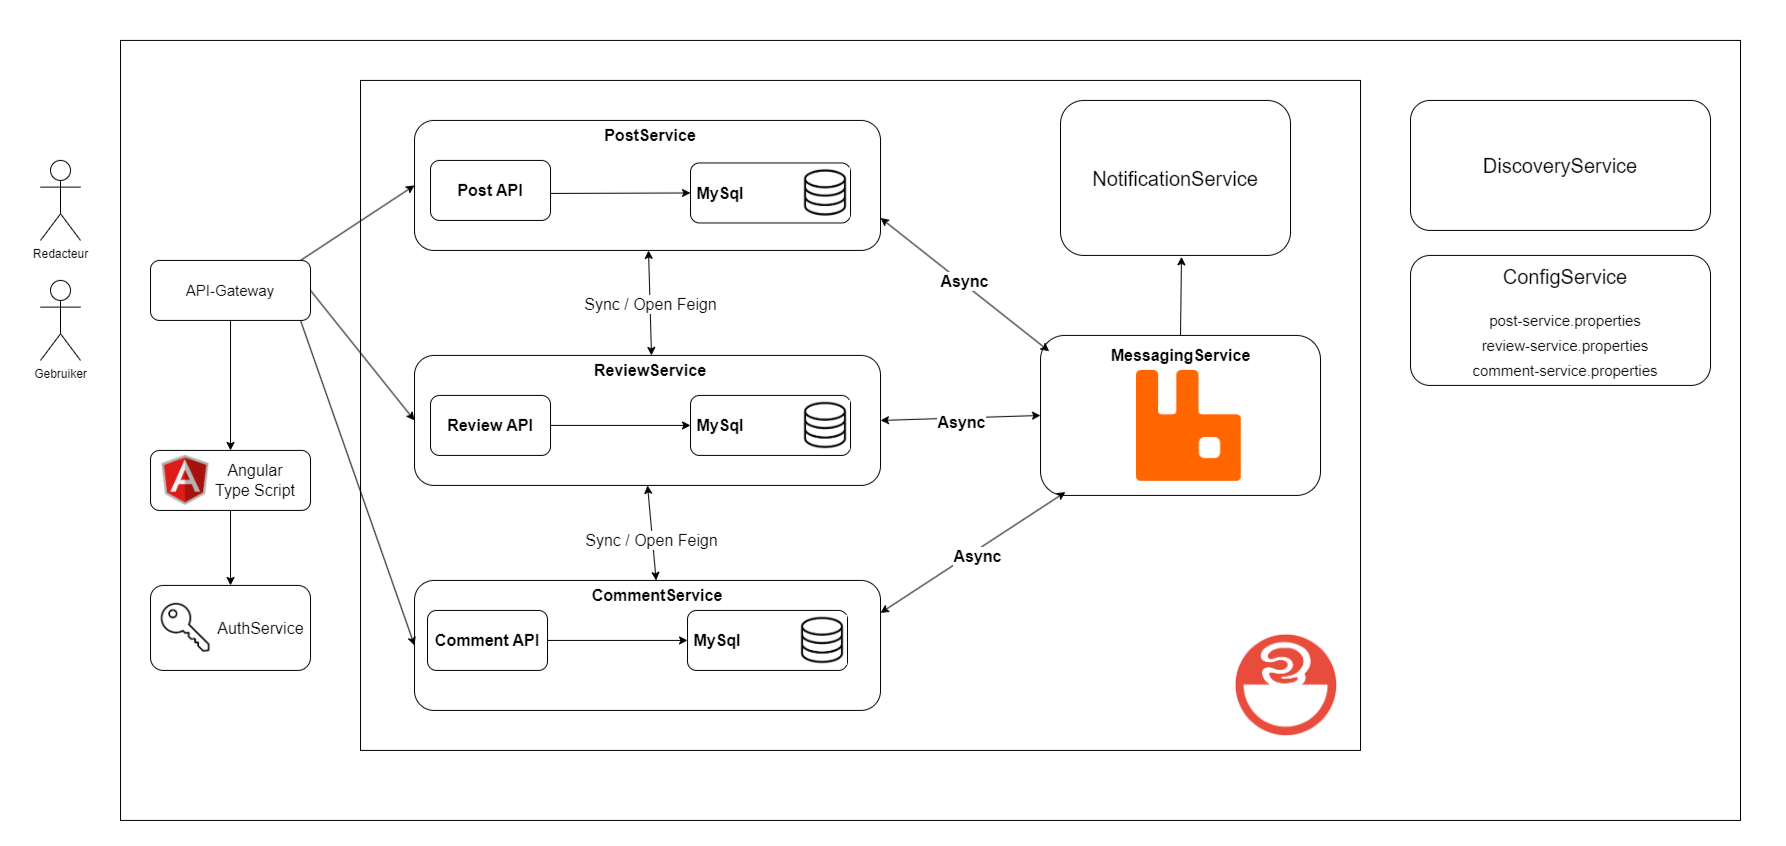 Redacteur
Gebruiker
API-Gateway
Angular
Type Script
AuthService
PostService
Post API
MySql
Sync / Open Feign
ReviewService
Review API
MySql
Sync / Open Feign
CommentService
Comment API
MySql
Async
Async
Async
NotificationService
MessagingService
DiscoveryService
ConfigService
post-service.properties
review-service.properties
comment-service.properties